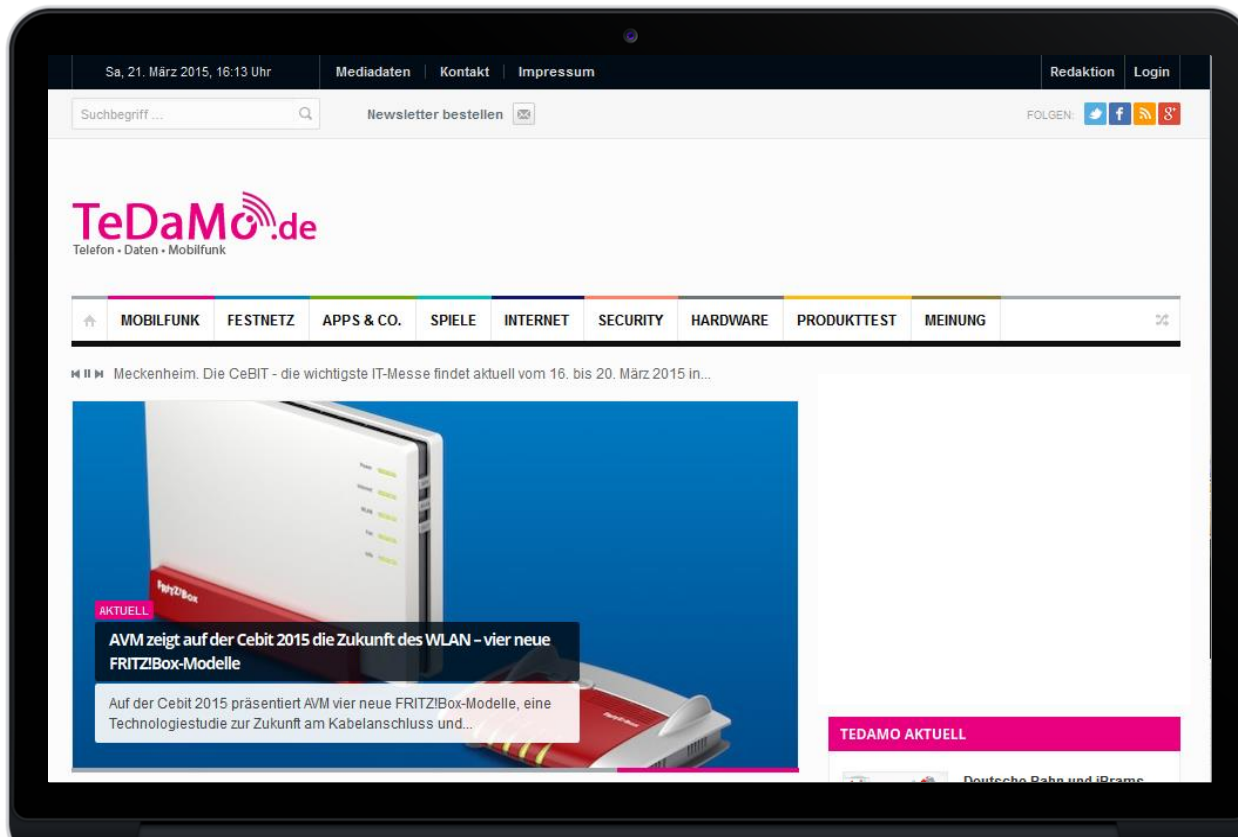 Sa, 21. März 2015, 16:13 Uhr
Mediadaten
Kontakt
Impressum
Redaktion
Login
Suchbegriff ...
Newsletter bestellen
FOLGEN:
TeDaMo.de
Telefon • Daten • Mobilfunk
MOBILFUNK
FESTNETZ
APPS & CO.
SPIELE
INTERNET
SECURITY
HARDWARE
PRODUKTTEST
MEINUNG
Meckenheim. Die CeBIT - die wichtigste IT-Messe findet aktuell vom 16. bis 20. März 2015 in...
FRITZ!Box
AKTUELL
AVM zeigt auf der Cebit 2015 die Zukunft des WLAN – vier neue
FRITZ!Box-Modelle
Auf der Cebit 2015 präsentiert AVM vier neue FRITZ!Box-Modelle, eine
Technologiestudie zur Zukunft am Kabelanschluss und...
TEDAMO AKTUELL